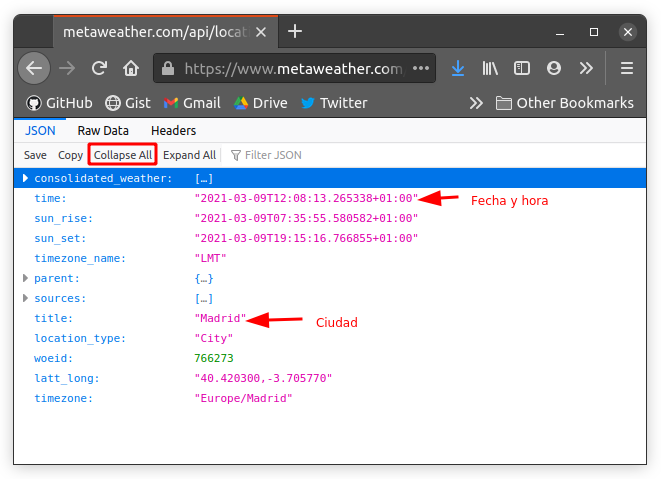 metaweather.com/api/locat
https://www.metaweather.com
GitHub Gist Gmail Drive Twitter Other Bookmarks
JSON Raw Data Headers
Save Copy Collapse All Expand All Filter JSON
consolidated_weather: […]
time: "2021-03-09T12:08:13.265338+01:00" Fecha y hora
sun_rise: "2021-03-09T07:35:55.580582+01:00"
sun_set: "2021-03-09T19:15:16.766855+01:00"
timezone_name: "LMT"
parent: {…}
sources: […]
title: "Madrid" Ciudad
location_type: "City"
woeid: 766273
latt_long: "40.420300,-3.705770"
timezone: "Europe/Madrid"